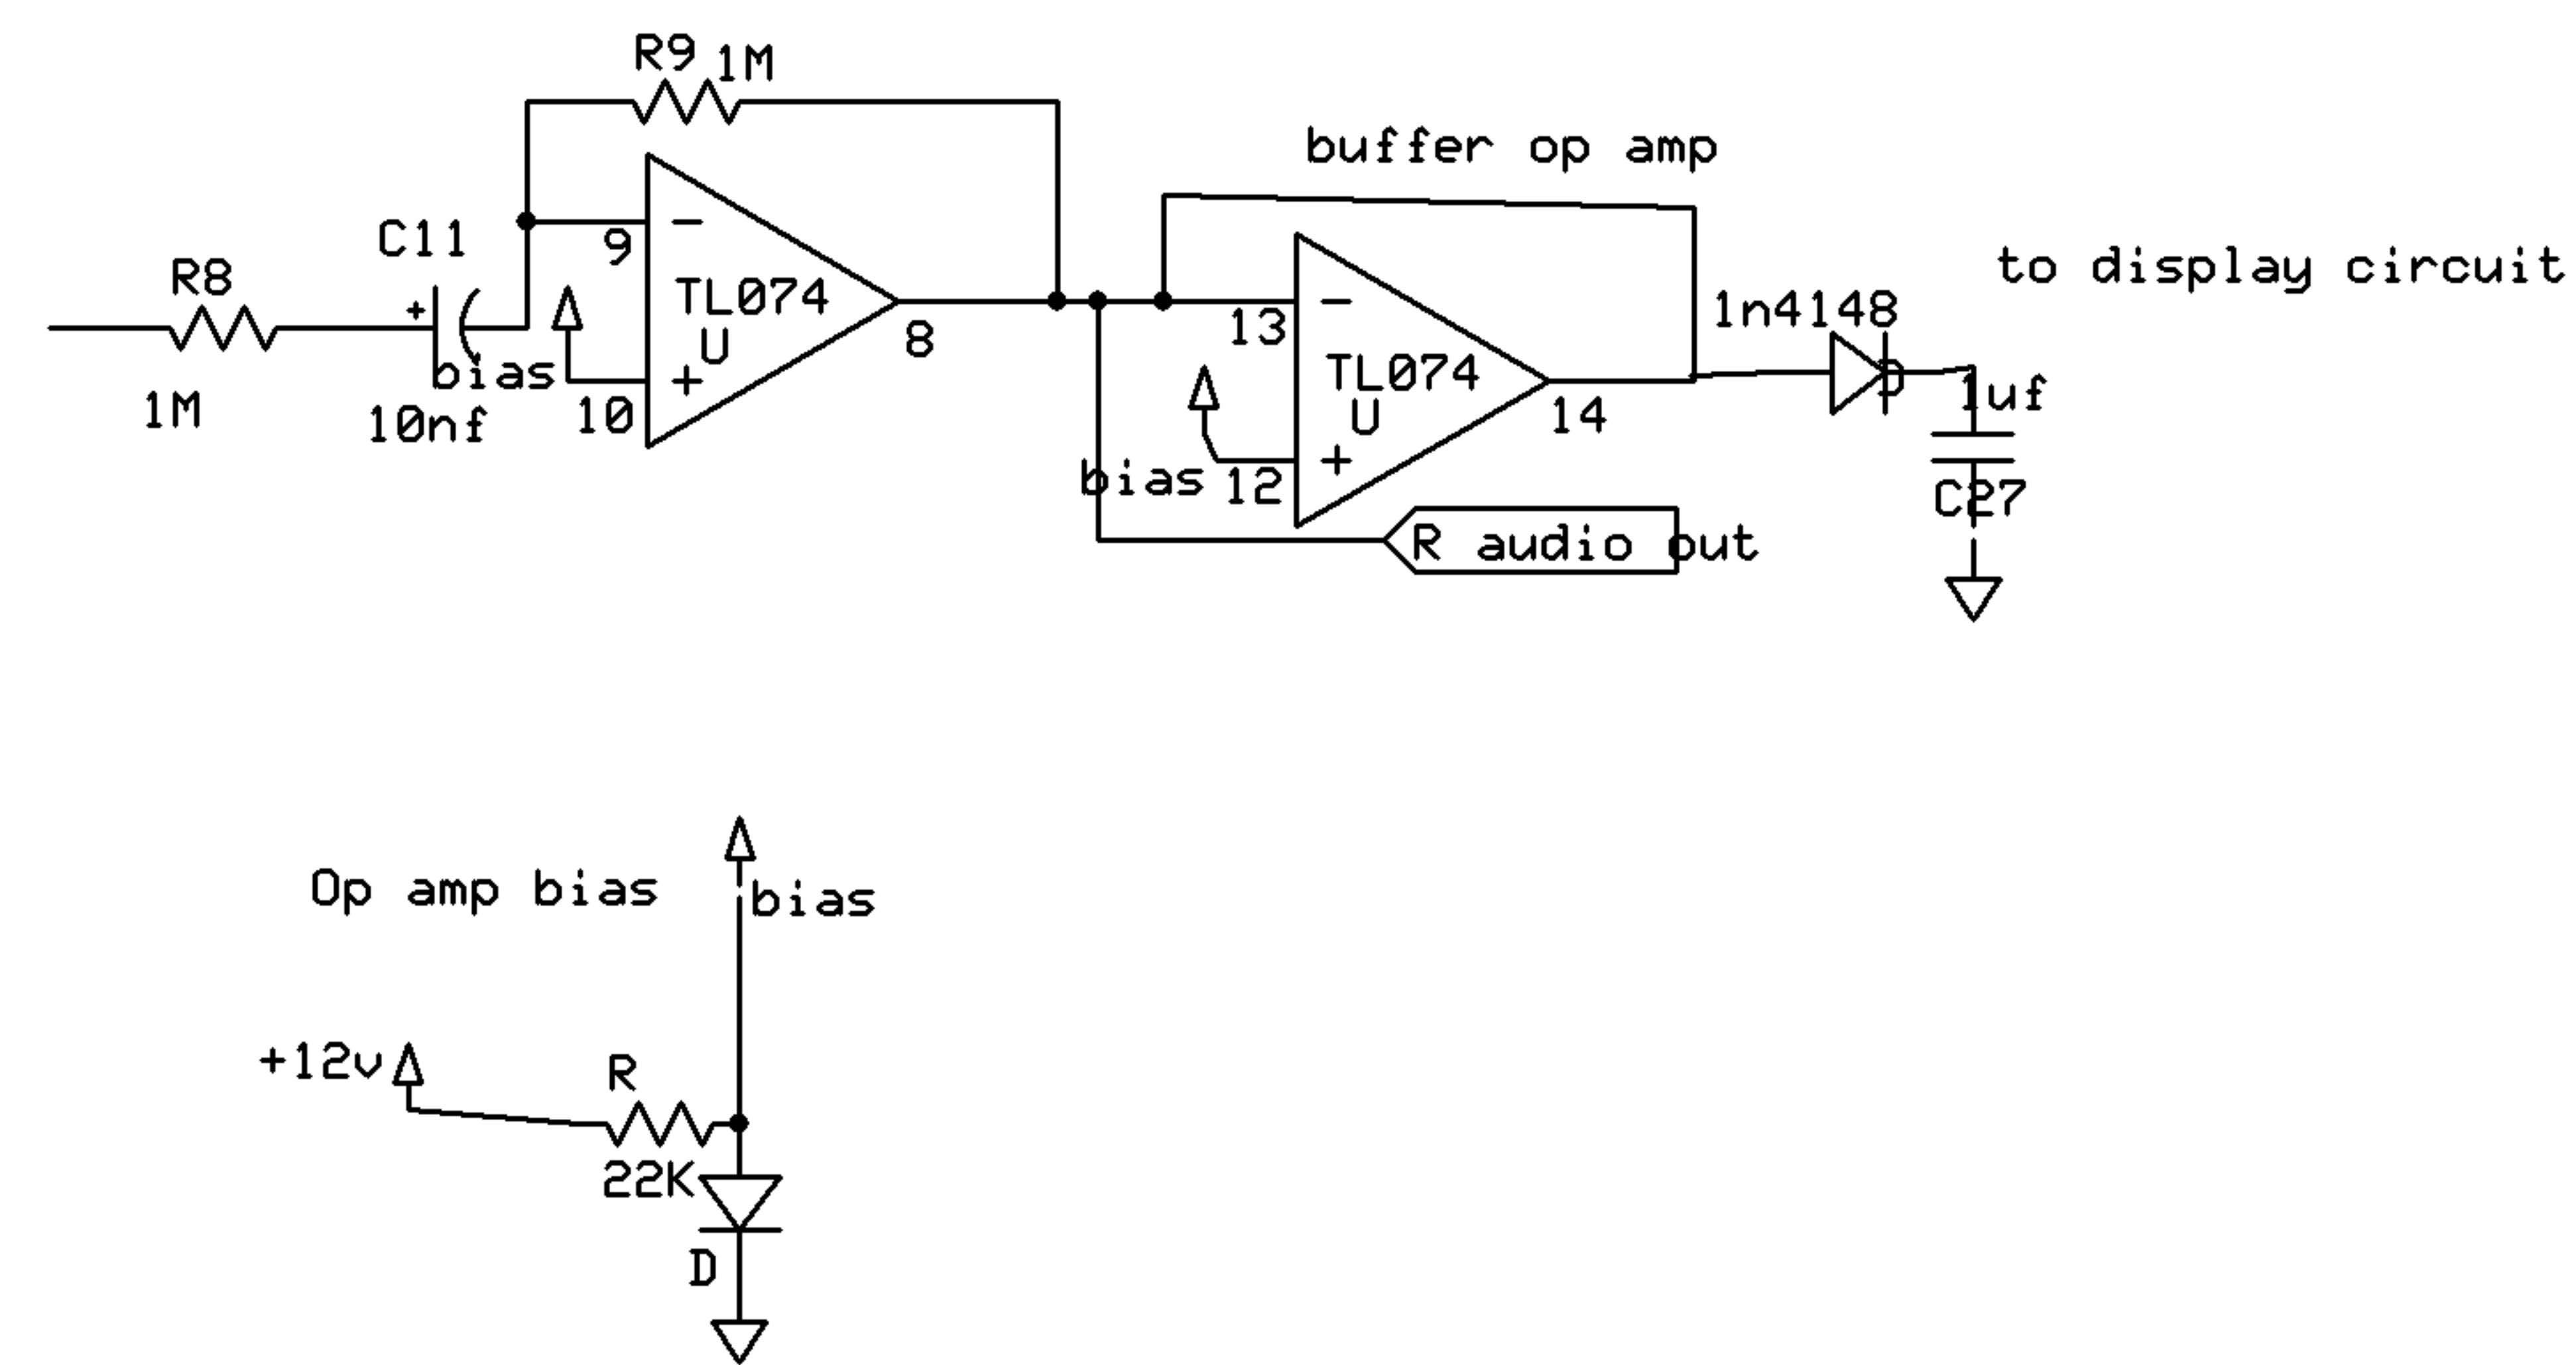 R9 1M
buffer op amp
C11
R8
9
to display circuit
1n4148
TL074
U
8
13
+
bias
10
1M
10nf
TL074
U
14
D
1uf
bias
12
C27
R audio out
Op amp bias
bias
+12v
R
22K
D